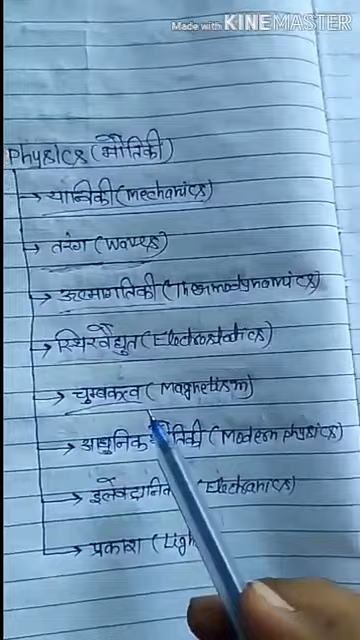 Made with KINEMASTER
Physics (भौतिकी)
→ यान्त्रिकी (Mechanics)
→ तरंग (Waves)
→ ऊष्मागतिकी (Thermodynamics)
→ स्थिरवैद्युत (Electrostatics)
→ चुम्बकत्व (Magnetism)
→ आधुनिक भौतिकी (Modern physics)
→ (Electronics)
→ प्रकाश (Ligh